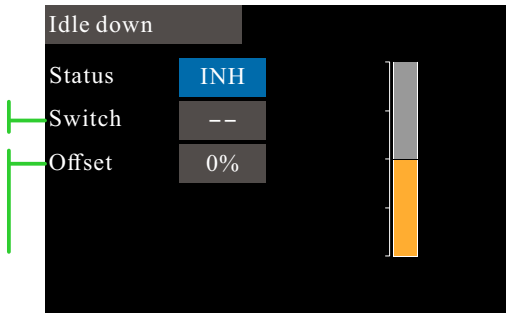 Idle down
Status INH
Switch --
Offset 0%